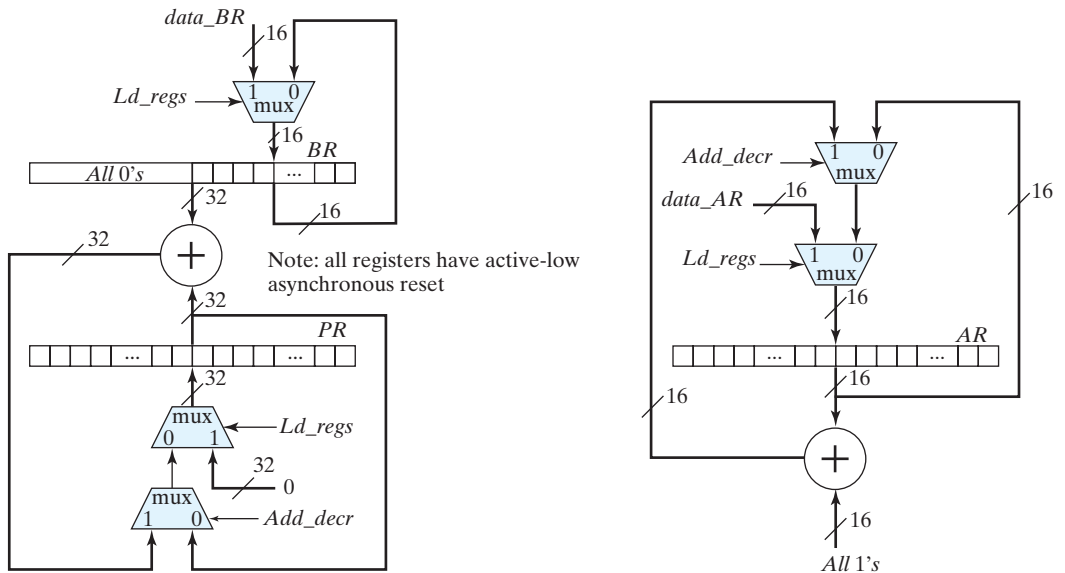 data_BR
16
1 0
mux
Ld_regs
16
BR
All 0's
...
32
16
32
+
Note: all registers have active-low
asynchronous reset
32
PR
... ...
32
mux
0 1
Ld_regs
32
0
mux
1 0
Add_decr
1 0
mux
Add_decr
16
data_AR
16
1 0
mux
Ld_regs
16
AR
... ...
16
16
+
16
All 1's